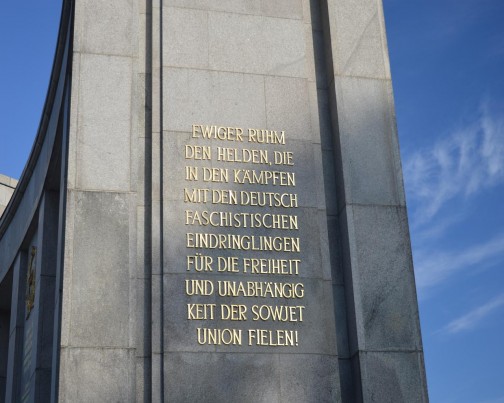 EWIGER RUHM
DEN HELDEN, DIE
IN DEN KÄMPFEN
MIT DEN DEUTSCH
FASCHISTISCHEN
EINDRINGLINGEN
FÜR DIE FREIHEIT
UND UNABHÄNGIG
KEIT DER SOWJET
UNION FIELEN!